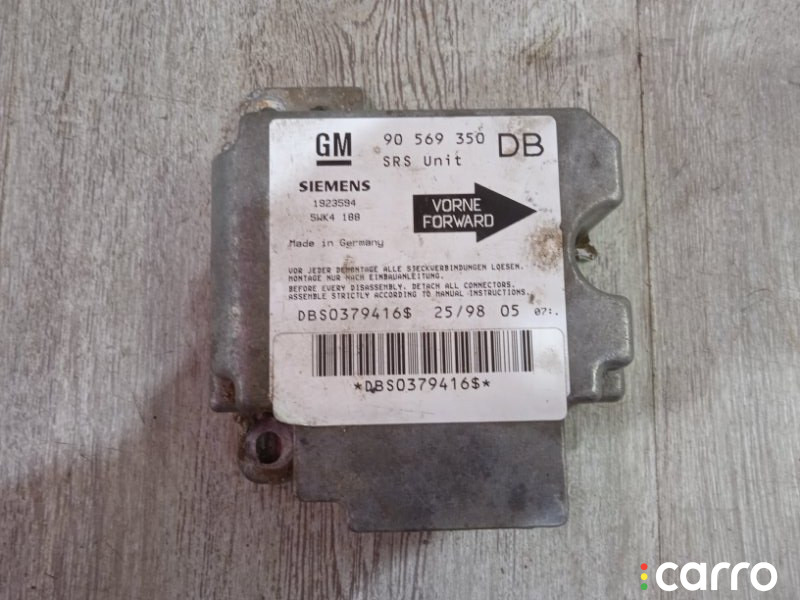 GM 90 569 350 DB
SRS Unit
SIEMENS
1923594
5WK4 180
Made in Germany
VORNE
FORWARD
VOR JEDER DEMONTAGE ALLE STECKVERBINDUNGEN LOESEN.
MONTAGE NUR NACH EINBAUANLEITUNG.
BEFORE EVERY DISASSEMBLY, DETACH ALL CONNECTORS.
ASSEMBLE STRICTLY ACCORDING TO MANUAL-INSTRUCTIONS.
DBS0379416$ 25/98 05 07:.
*DBS0379416$*
carro